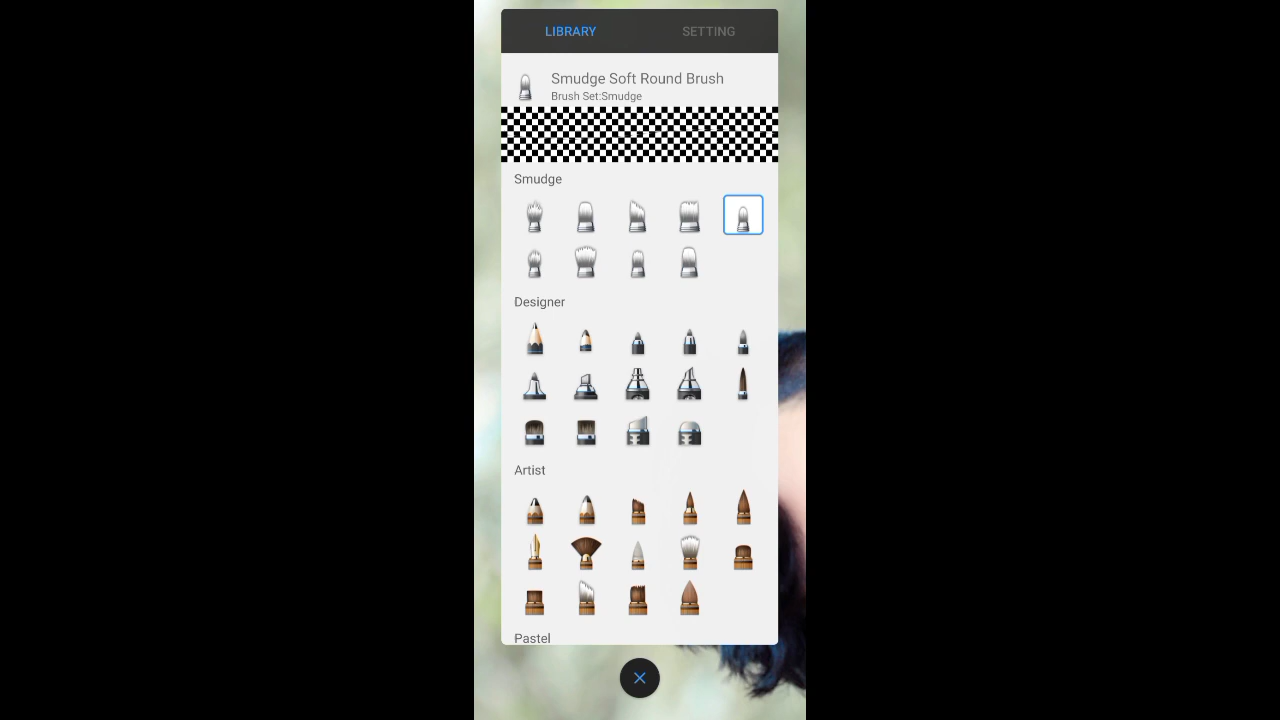 LIBRARY SETTING
Smudge Soft Round Brush
Brush Set:Smudge
Smudge
Designer
Artist
Pastel